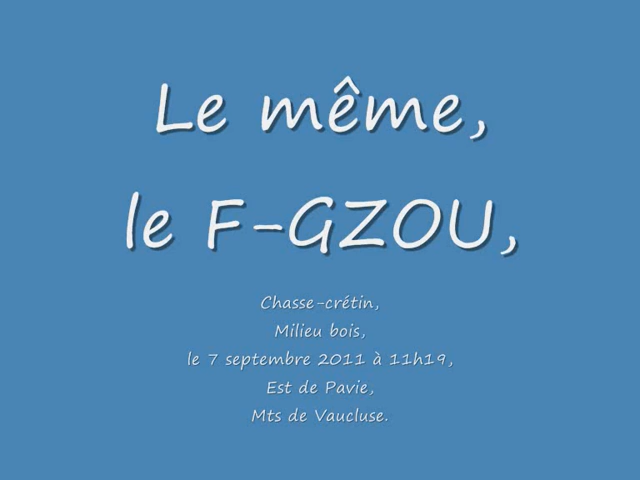 Le même,
le F-GZOU,
Chasse-crétin,
Milieu bois,
le 7 septembre 2011 à 11h19,
Est de Pavie,
Mts de Vaucluse.